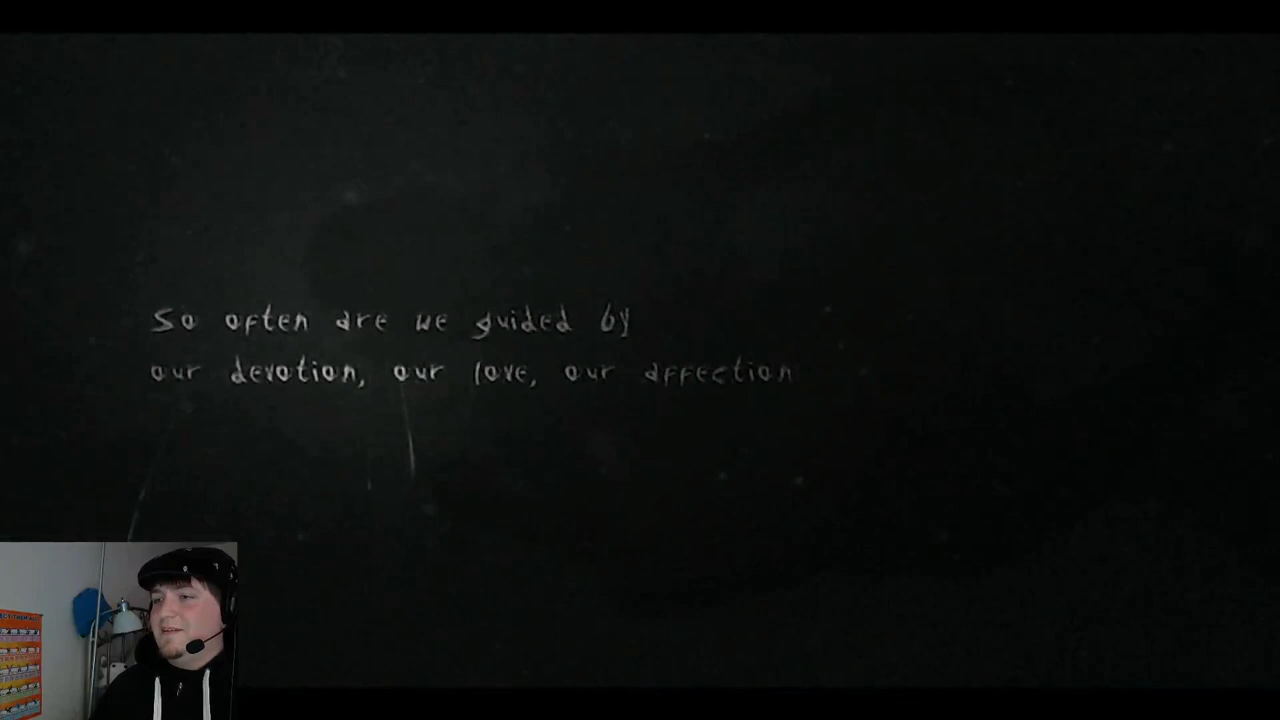 So often are we guided by
our devotion, our love, our affection